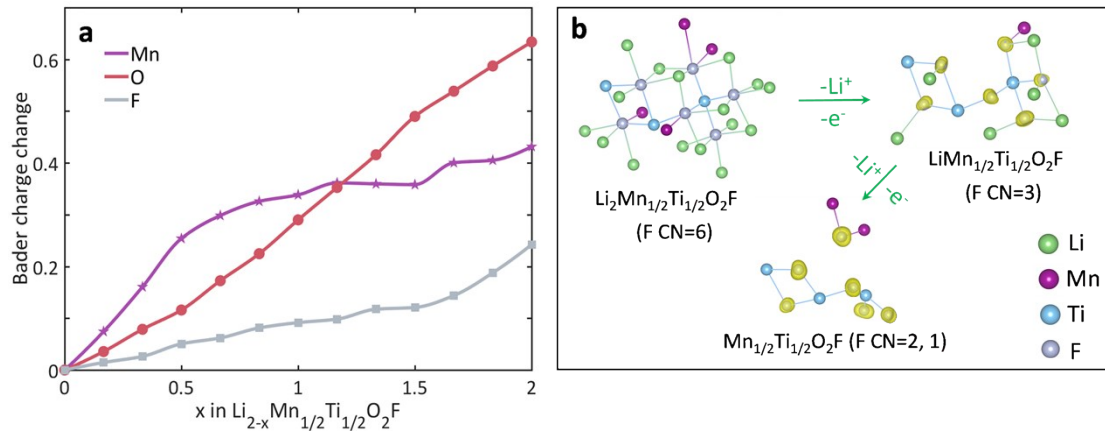 a
Mn
O
F
Bader charge change
0.6
0.4
0.2
0
0 0.5 1 1.5 2
x in Li₂₋ₓMn₁/₂Ti₁/₂O₂F
b
-Li⁺
-e⁻
Li₂Mn₁/₂Ti₁/₂O₂F
(F CN=6)
LiMn₁/₂Ti₁/₂O₂F
(F CN=3)
-Li⁺
-e⁻
Mn₁/₂Ti₁/₂O₂F (F CN=2, 1)
Li
Mn
Ti
F